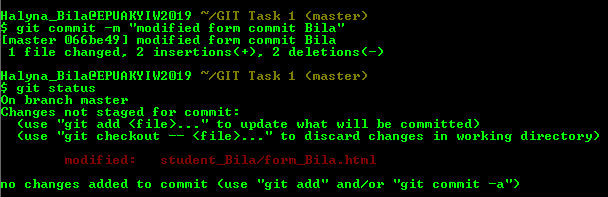 Halyna_Bila@EPUAKYIW2019 ~/GIT Task 1 (master)
$ git commit -m "modified form commit Bila"
[master 066be49] modified form commit Bila
 1 file changed, 2 insertions(+), 2 deletions(-)
Halyna_Bila@EPUAKYIW2019 ~/GIT Task 1 (master)
$ git status
On branch master
Changes not staged for commit:
  (use "git add <file>..." to update what will be committed)
  (use "git checkout -- <file>..." to discard changes in working directory)
        modified:   student_Bila/form_Bila.html
no changes added to commit (use "git add" and/or "git commit -a")